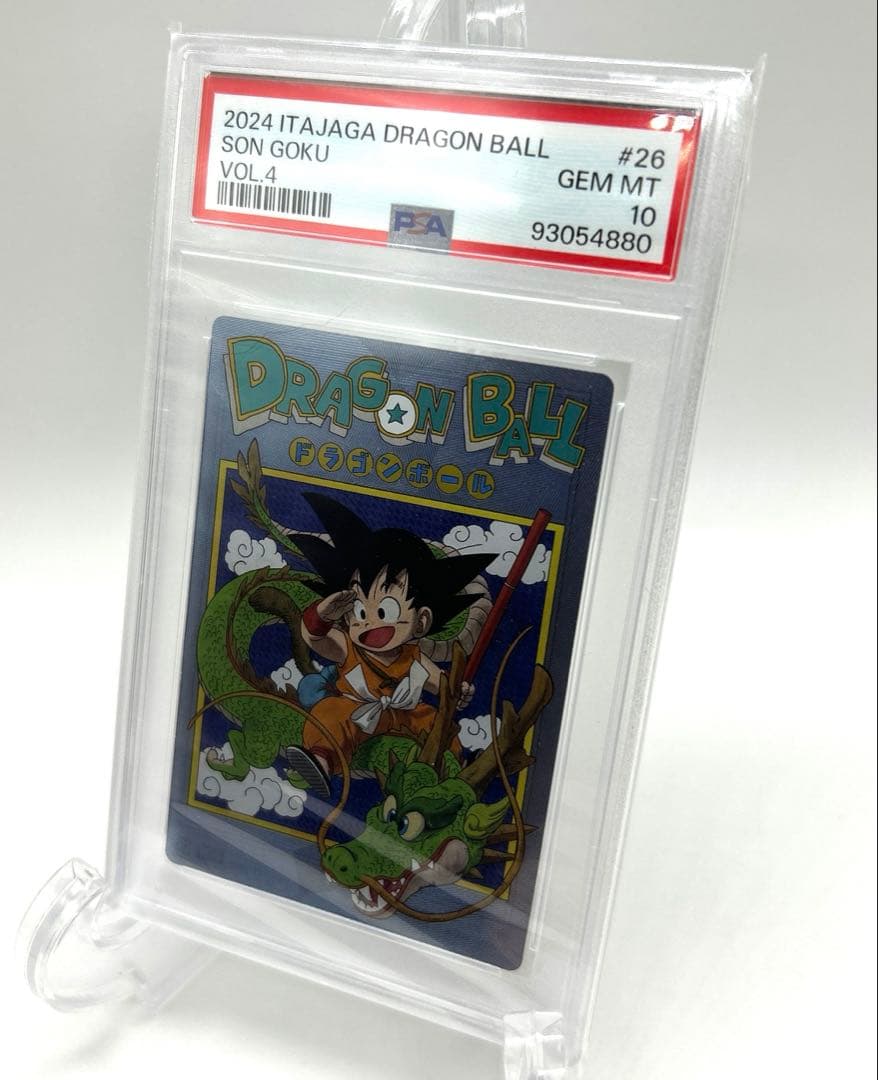 2024 ITAJAGA DRAGON BALL #26
SON GOKU GEM MT
VOL.4 10
PSA 93054880
DRAGON BALL
ドラゴンボール